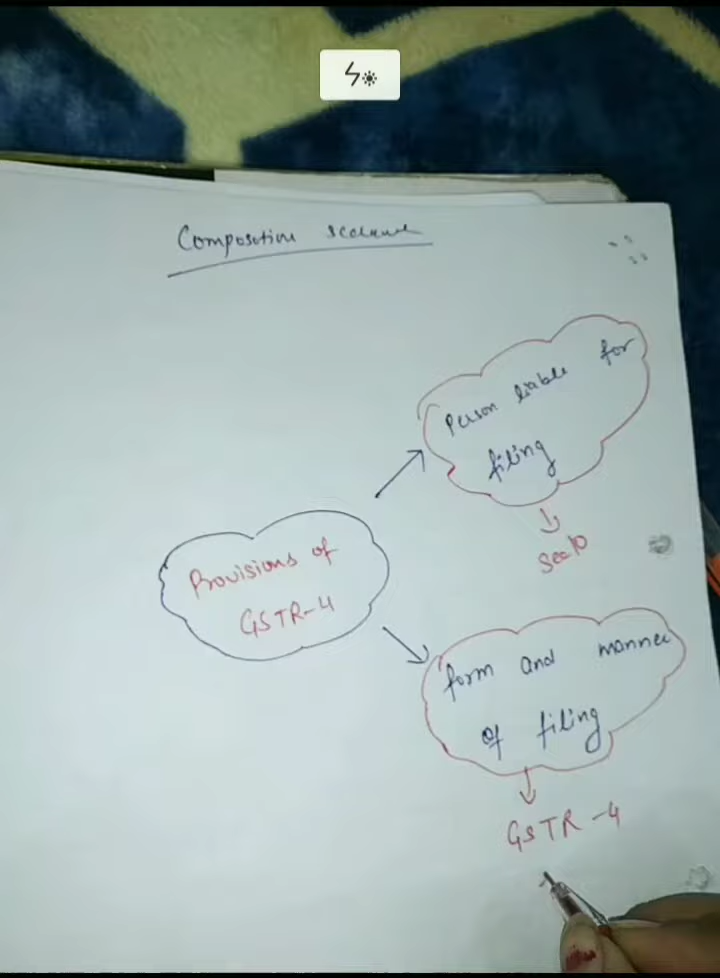 Composition scheme
Person liable for
filing
Sec 10
Provisions of
GSTR-4
form and manner
of filing
GSTR-4